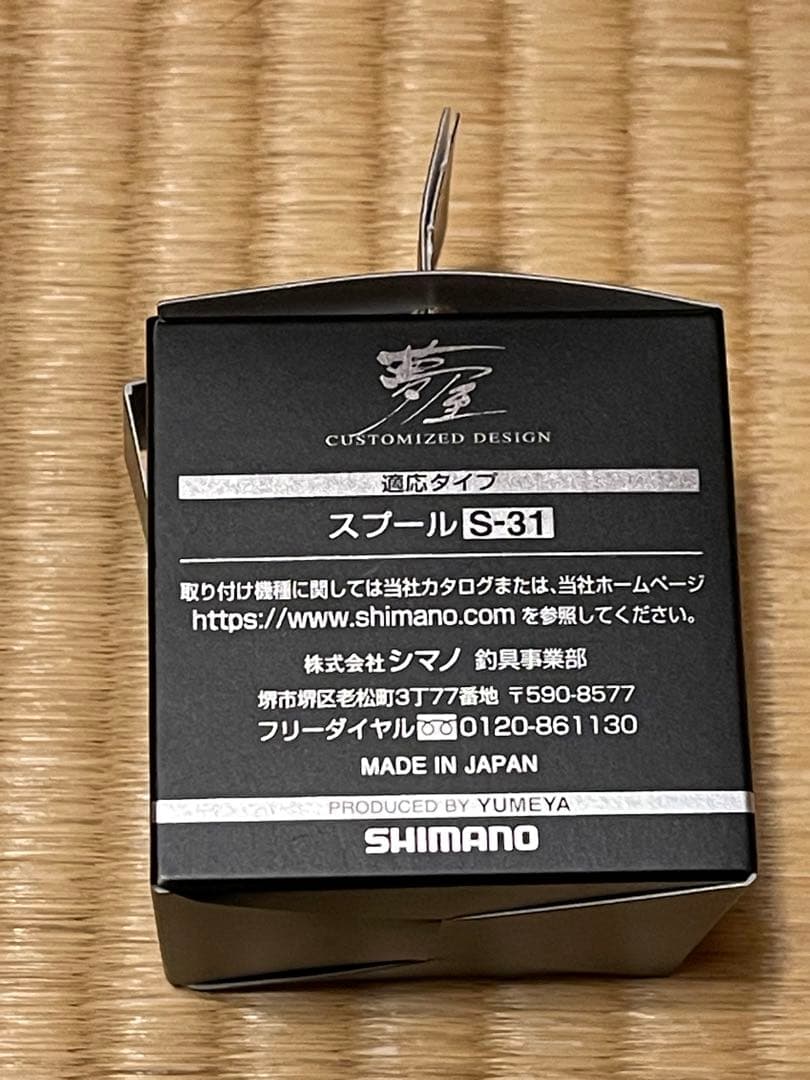 夢屋
CUSTOMIZED DESIGN
適応タイプ
スプール S-31
取り付け機種に関しては当社カタログまたは、当社ホームページ
https://www.shimano.com を参照してください。
株式会社シマノ 釣具事業部
堺市堺区老松町3丁77番地 〒590-8577
フリーダイヤル 0120-861130
MADE IN JAPAN
PRODUCED BY YUMEYA
SHIMANO